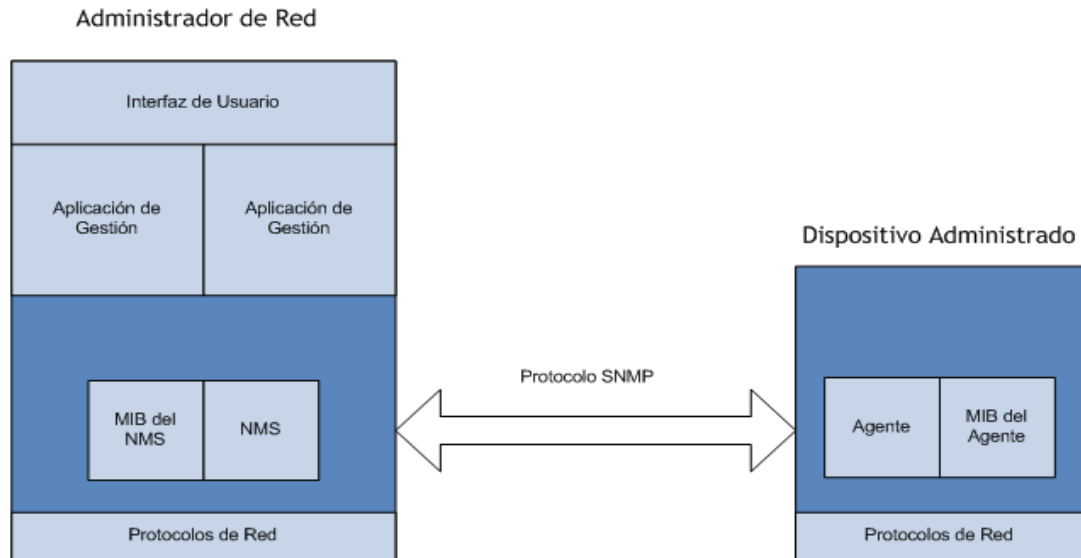 Administrador de Red
Interfaz de Usuario
Aplicación de
Gestión
Aplicación de
Gestión
MIB del
NMS
NMS
Protocolos de Red
Protocolo SNMP
Dispositivo Administrado
Agente
MIB del
Agente
Protocolos de Red